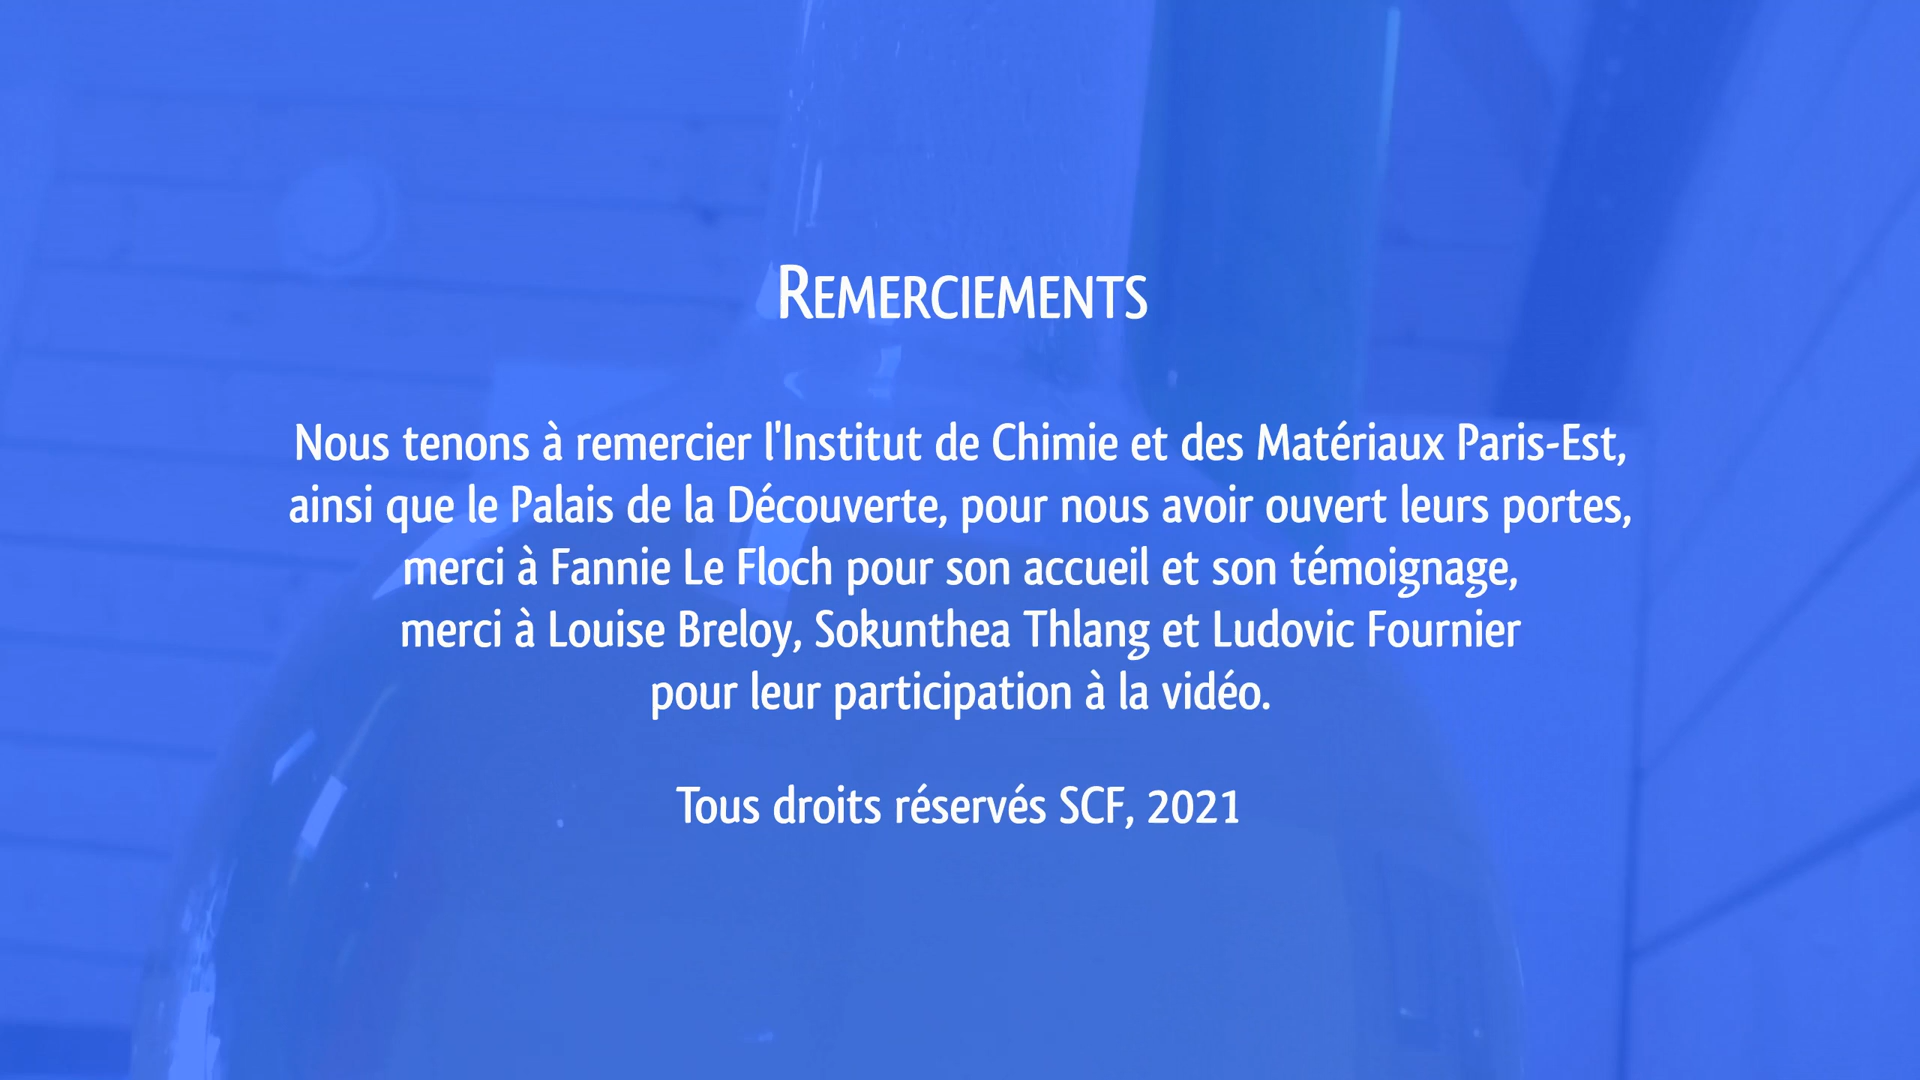 Remerciements
Nous tenons à remercier l'Institut de Chimie et des Matériaux Paris-Est,
ainsi que le Palais de la Découverte, pour nous avoir ouvert leurs portes,
merci à Fannie Le Floch pour son accueil et son témoignage,
merci à Louise Breloy, Sokunthea Thlang et Ludovic Fournier
pour leur participation à la vidéo.
Tous droits réservés SCF, 2021